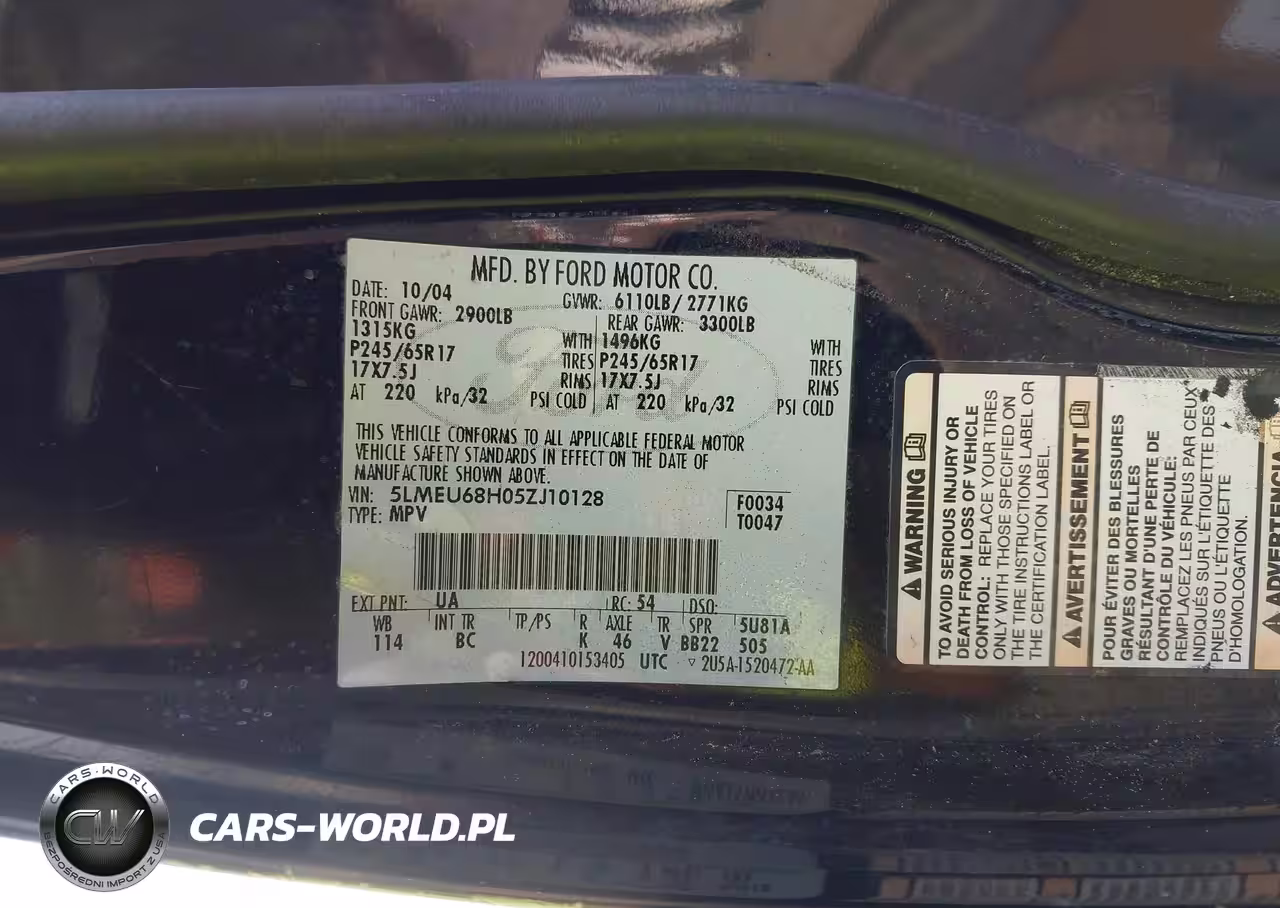 MFD. BY FORD MOTOR CO.
DATE: 10/04 GVWR: 6110LB/ 2771KG
FRONT GAWR: 2900LB REAR GAWR: 3300LB
1315KG WITH 1496KG WITH
P245/65R17 TIRES P245/65R17 TIRES
17X7.5J RIMS 17X7.5J RIMS
AT 220 kPa/32 PSI COLD AT 220 kPa/32 PSI COLD
THIS VEHICLE CONFORMS TO ALL APPLICABLE FEDERAL MOTOR
VEHICLE SAFETY STANDARDS IN EFFECT ON THE DATE OF
MANUFACTURE SHOWN ABOVE.
VIN: 5LMEU68H05ZJ10128 F0034
TYPE: MPV T0047
EXT PNT: UA RC: 54 DSO:
WB INT TR TP/PS R AXLE TR SPR 5U81A
114 BC K 46 V BB22 505
1200410153405 UTC ▿ 2U5A-1520472-AA
Ford
WARNING
TO AVOID SERIOUS INJURY OR
DEATH FROM LOSS OF VEHICLE
CONTROL: REPLACE YOUR TIRES
ONLY WITH THOSE SPECIFIED ON
THE TIRE INSTRUCTIONS LABEL OR
THE CERTIFICATION LABEL.
AVERTISSEMENT
POUR ÉVITER DES BLESSURES
GRAVES OU MORTELLES
RÉSULTANT D'UNE PERTE DE
CONTRÔLE DU VÉHICULE:
REMPLACEZ LES PNEUS PAR CEUX
INDIQUÉS SUR L'ÉTIQUETTE DES
PNEUS OU L'ÉTIQUETTE
D'HOMOLOGATION.
CARS-WORLD
CW
BEZPOŚREDNI IMPORT Z USA
CARS-WORLD.PL